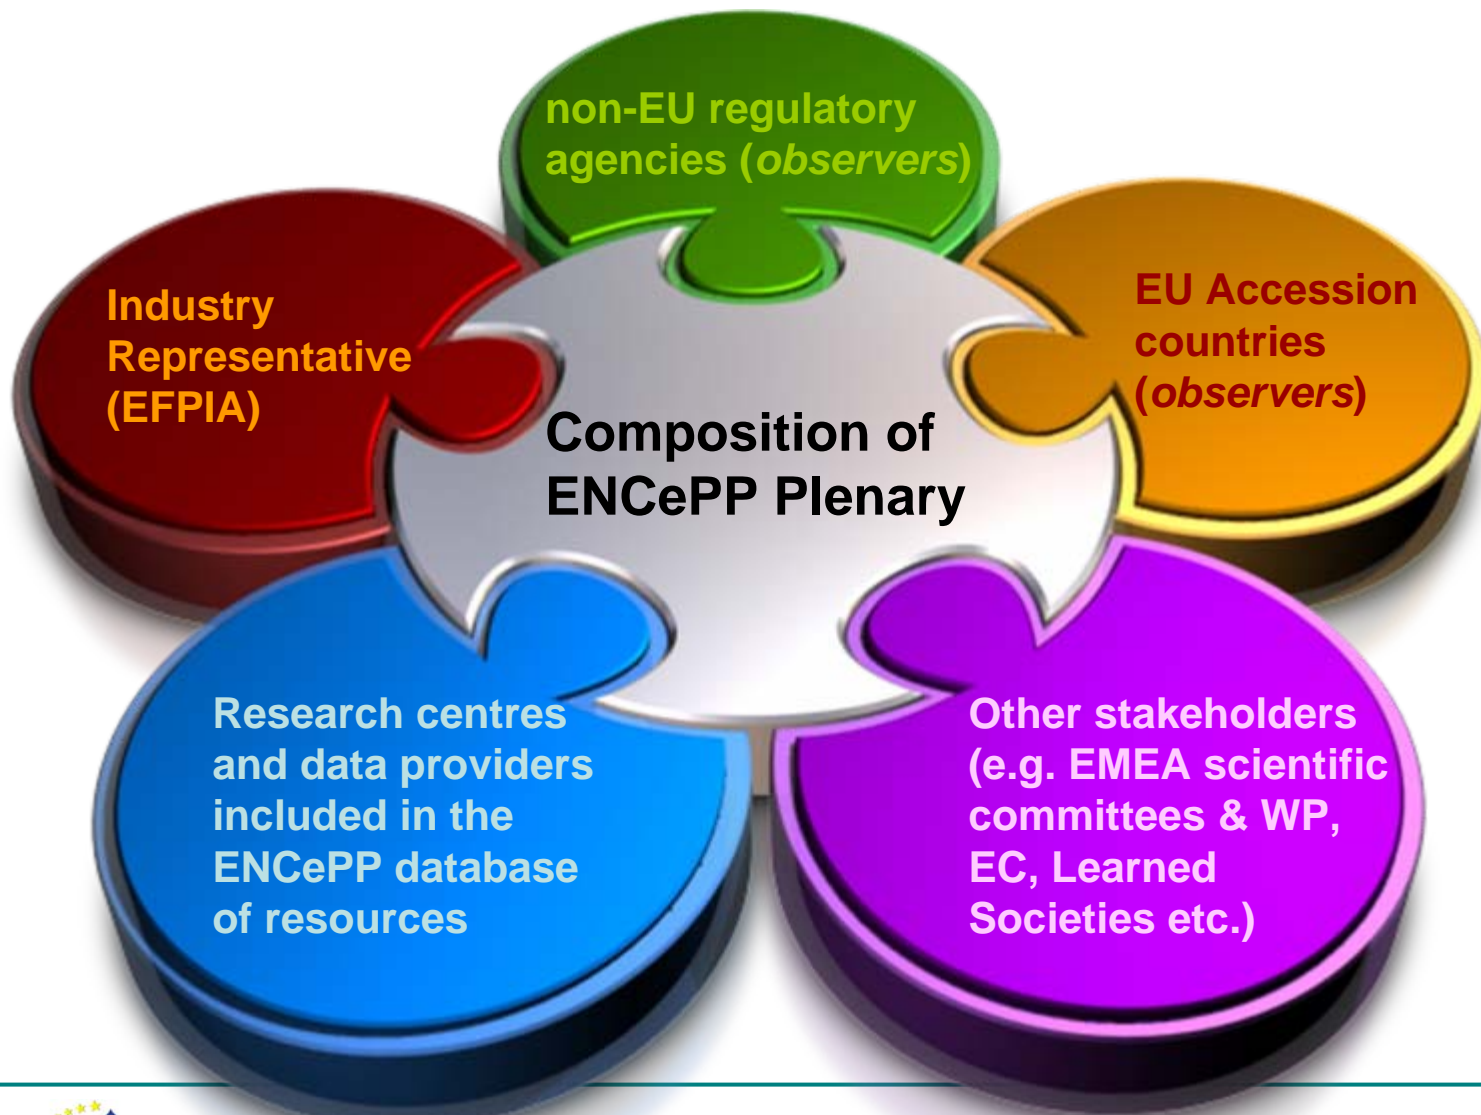 non-EU regulatory
agencies (observers)
Industry
Representative
(EFPIA)
EU Accession
countries
(observers)
Composition of
ENCePP Plenary
Research centres
and data providers
included in the
ENCePP database
of resources
Other stakeholders
(e.g. EMEA scientific
committees & WP,
EC, Learned
Societies etc.)